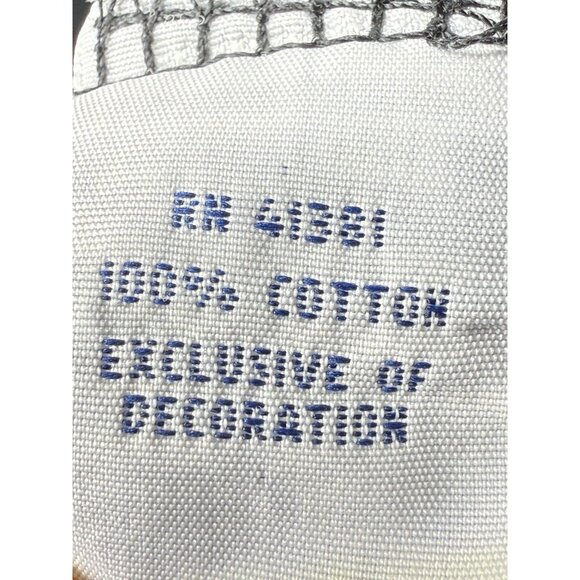 RN 41381
100% COTTON
EXCLUSIVE OF
DECORATION